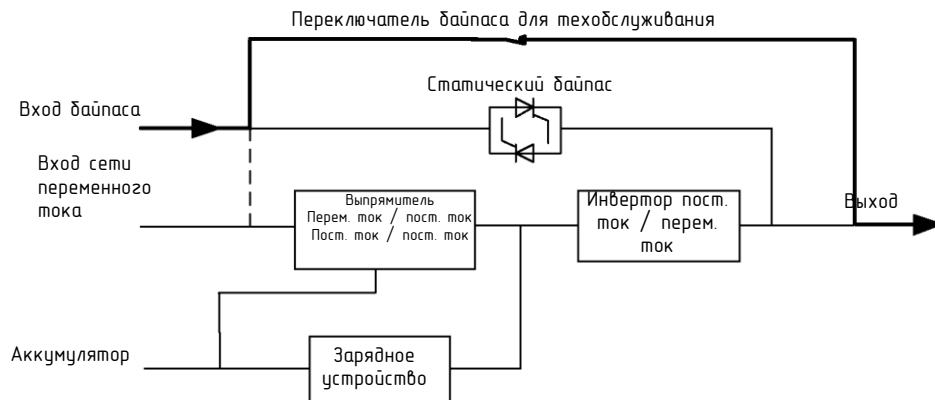 Переключатель байпаса для техобслуживания
Статический байпас
Вход байпаса
Вход сети
переменного
тока
Выпрямитель
Перем. ток / пост. ток
Пост. ток / пост. ток
Инвертор пост.
ток / перем.
ток
Выход
Аккумулятор
Зарядное
устройство